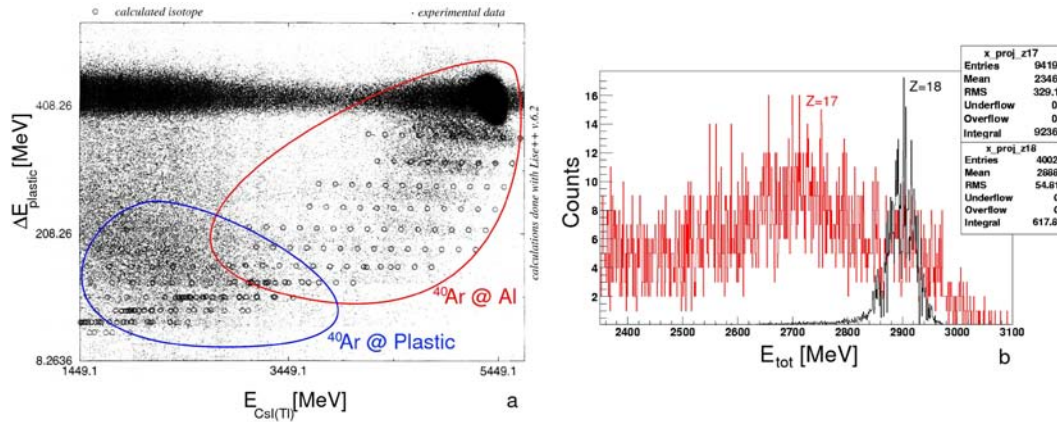 o calculated isotope · experimental data
408.26
208.26
8.2636
ΔE_plastic [MeV]
40Ar @ Al
40Ar @ Plastic
calculations done with Lise++ v.6.2
1449.1 3449.1 5449.1
E_CsI(Tl) [MeV]
a
x_proj_z17
Entries 9419
Mean 2346
RMS 329.1
Underflow 0
Overflow 0
Integral 9236
x_proj_z18
Entries 4002
Mean 2888
RMS 54.81
Underflow 0
Overflow 0
Integral 617.8
Z=17
Z=18
Counts
16
14
12
10
8
6
4
2
2400 2500 2600 2700 2800 2900 3000 3100
E_tot [MeV]
b